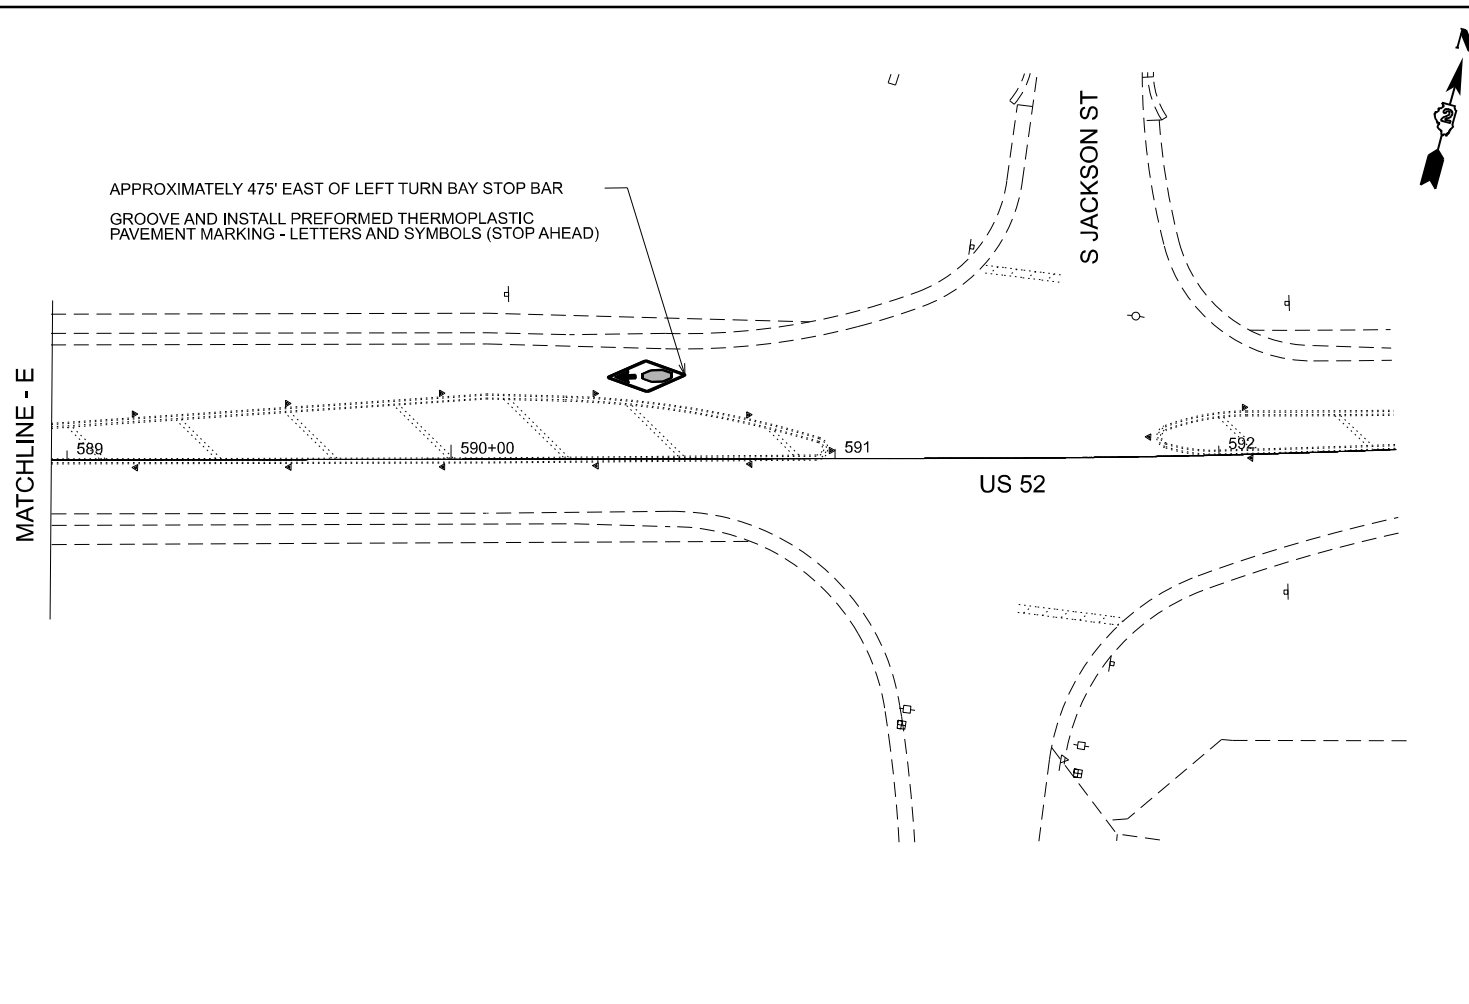 N
2
S JACKSON ST
APPROXIMATELY 475' EAST OF LEFT TURN BAY STOP BAR
GROOVE AND INSTALL PREFORMED THERMOPLASTIC
PAVEMENT MARKING - LETTERS AND SYMBOLS (STOP AHEAD)
MATCHLINE - E
589
590+00
591
592
US 52